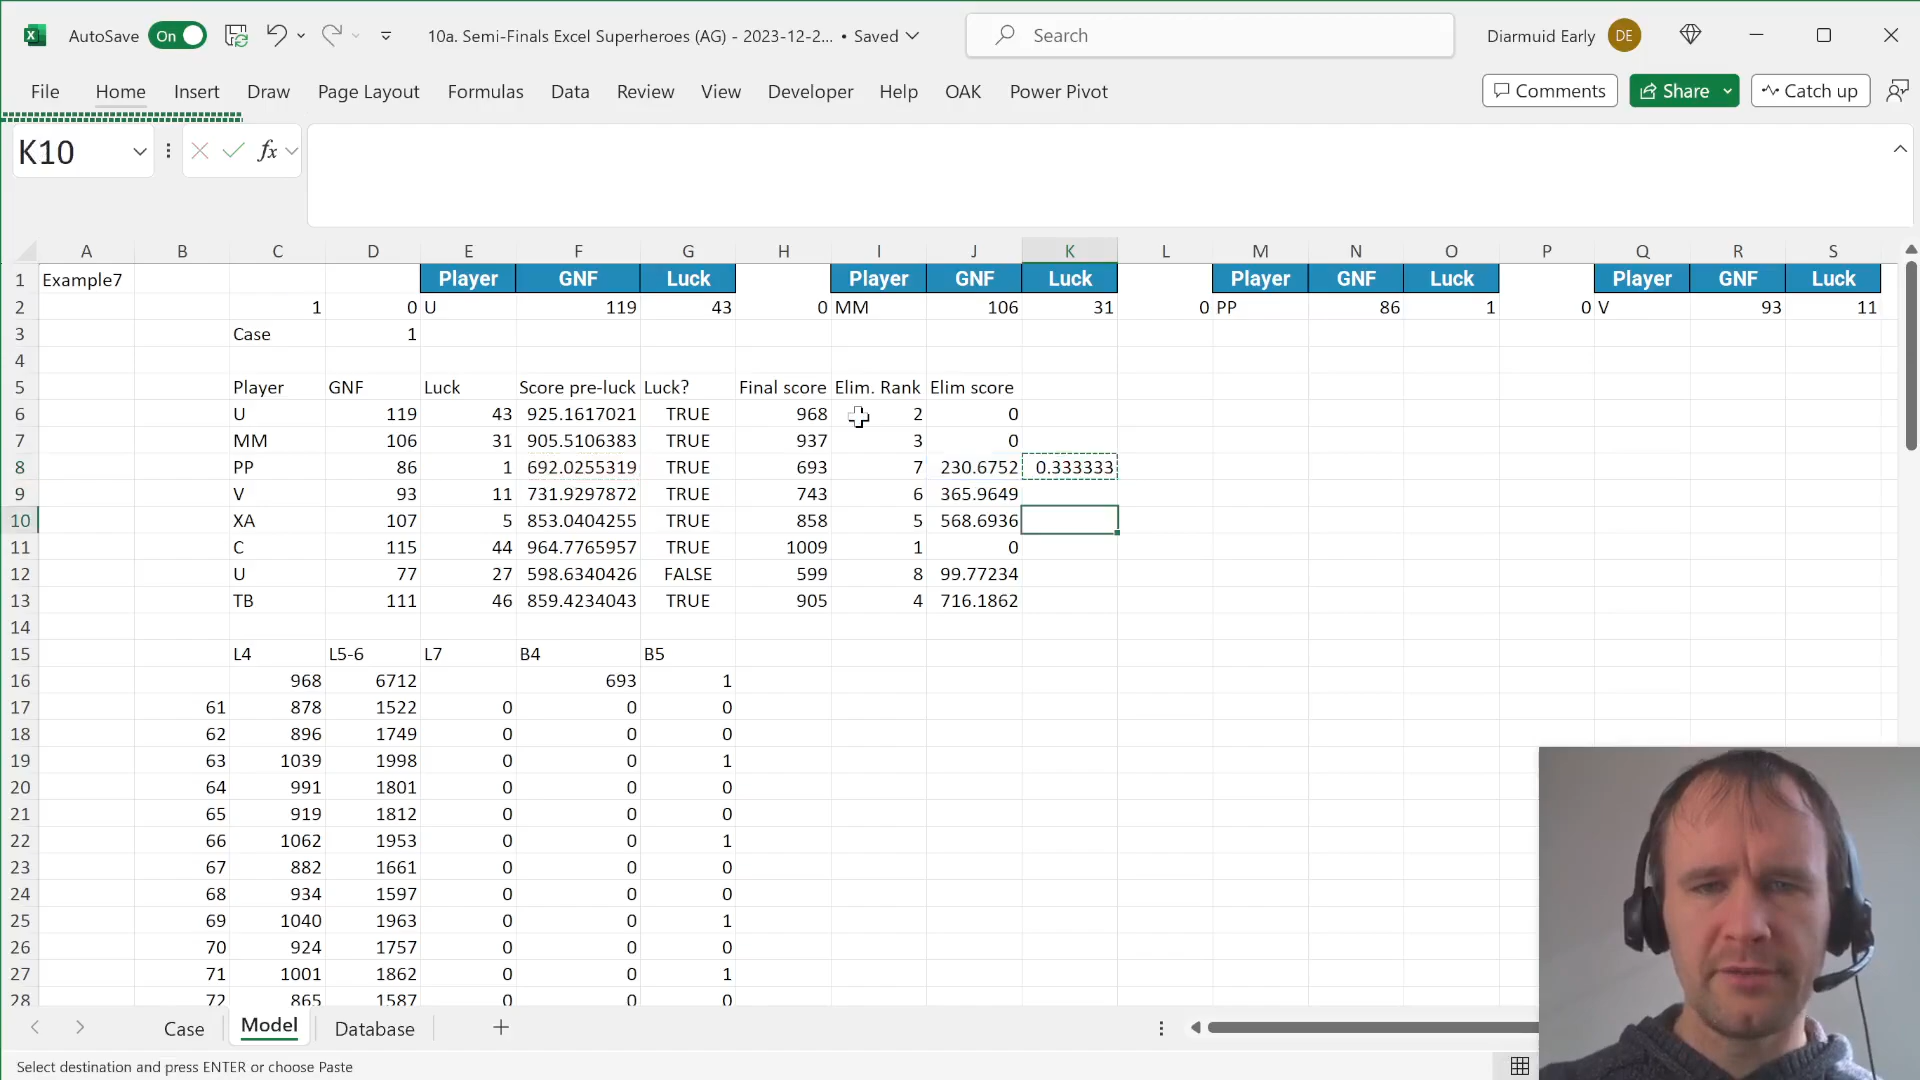 AutoSave On 10a. Semi-Finals Excel Superheroes (AG) - 2023-12-2... • Saved Search Diarmuid Early DE
File Home Insert Draw Page Layout Formulas Data Review View Developer Help OAK Power Pivot Comments Share Catch up
K10 fx
A B C D E F G H I J K L M N O P Q R S
1 Example7 Player GNF Luck Player GNF Luck Player GNF Luck Player GNF Luck
2 1 0 U 119 43 0 MM 106 31 0 PP 86 1 0 V 93 11
3 Case 1
4
5 Player GNF Luck Score pre-luck Luck? Final score Elim. Rank Elim score
6 U 119 43 925.1617021 TRUE 968 2 0
7 MM 106 31 905.5106383 TRUE 937 3 0
8 PP 86 1 692.0255319 TRUE 693 7 230.6752 0.333333
9 V 93 11 731.9297872 TRUE 743 6 365.9649
10 XA 107 5 853.0404255 TRUE 858 5 568.6936
11 C 115 44 964.7765957 TRUE 1009 1 0
12 U 77 27 598.6340426 FALSE 599 8 99.77234
13 TB 111 46 859.4234043 TRUE 905 4 716.1862
14
15 L4 L5-6 L7 B4 B5
16 968 6712 693 1
17 61 878 1522 0 0 0
18 62 896 1749 0 0 0
19 63 1039 1998 0 0 1
20 64 991 1801 0 0 0
21 65 919 1812 0 0 0
22 66 1062 1953 0 0 1
23 67 882 1661 0 0 0
24 68 934 1597 0 0 0
25 69 1040 1963 0 0 1
26 70 924 1757 0 0 0
27 71 1001 1862 0 0 1
28 72 865 1587 0 0 0
Case Model Database
Select destination and press ENTER or choose Paste